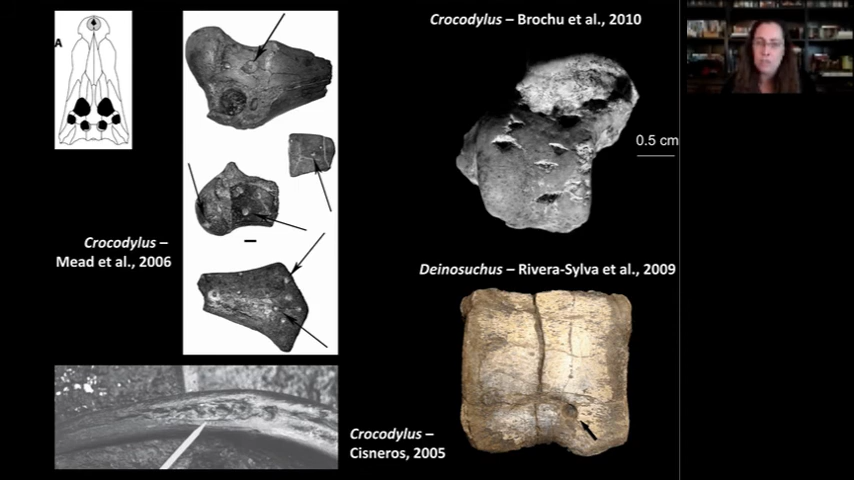 A
Crocodylus –
Mead et al., 2006
Crocodylus – Brochu et al., 2010
0.5 cm
Deinosuchus – Rivera-Sylva et al., 2009
Crocodylus –
Cisneros, 2005